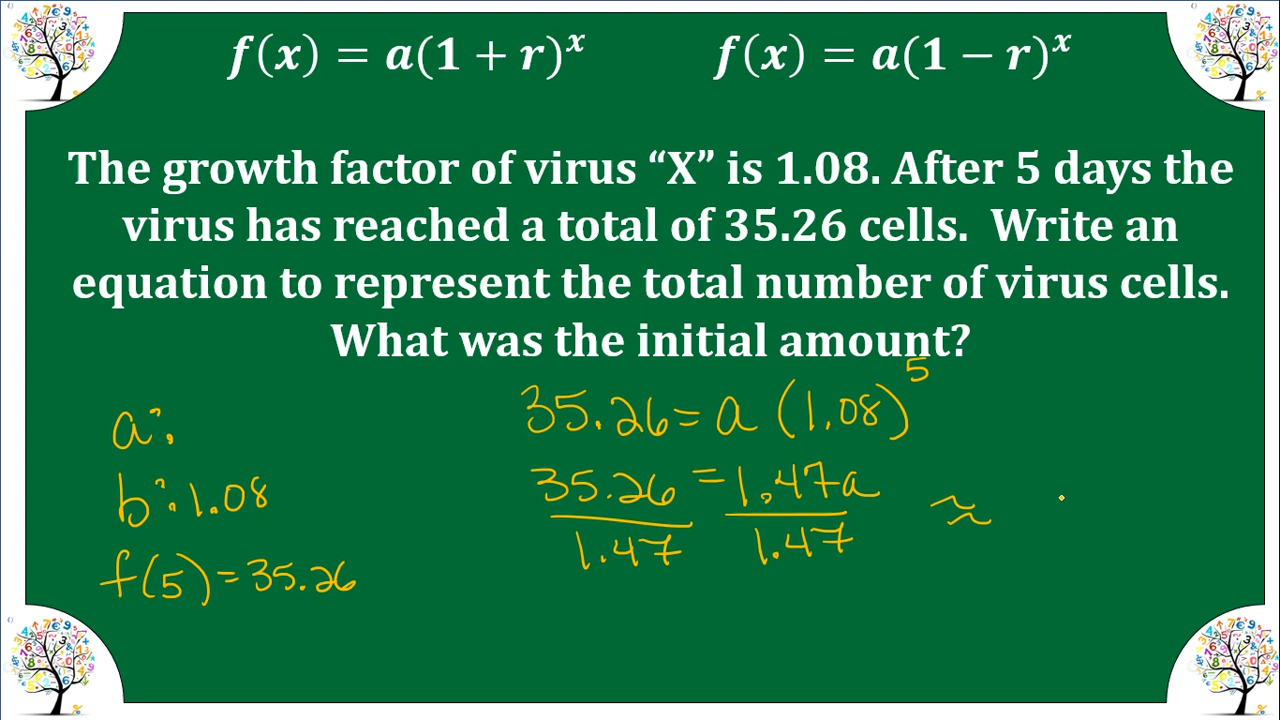 f(x) = a(1 + r)^x f(x) = a(1 − r)^x
The growth factor of virus “X” is 1.08. After 5 days the
virus has reached a total of 35.26 cells. Write an
equation to represent the total number of virus cells.
What was the initial amount?
a:
b: 1.08
f(5) = 35.26
35.26 = a (1.08)^5
35.26 = 1.47a
1.47 1.47
≈